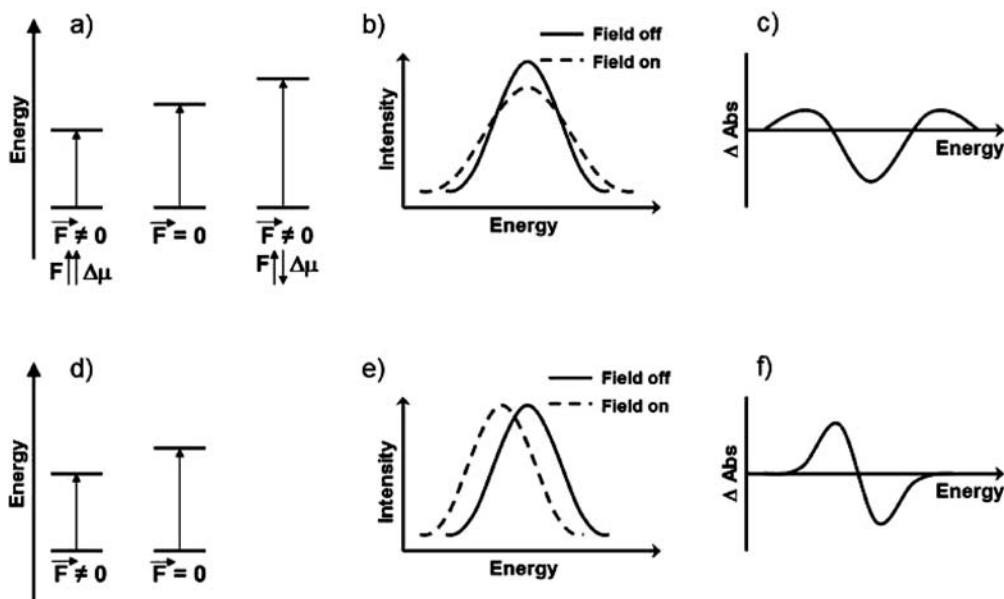 a)
Energy
F ≠ 0
F = 0
F ≠ 0
F Δμ
F Δμ
b)
Field off
Field on
Intensity
Energy
c)
Δ Abs
Energy
d)
Energy
F ≠ 0
F = 0
e)
Field off
Field on
Intensity
Energy
f)
Δ Abs
Energy